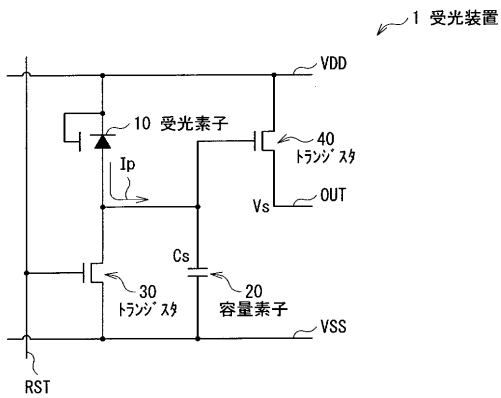 1 受光装置
VDD
10 受光素子
40
トランジスタ
Ip
OUT
Vs
Cs
30
トランジスタ
20
容量素子
VSS
RST